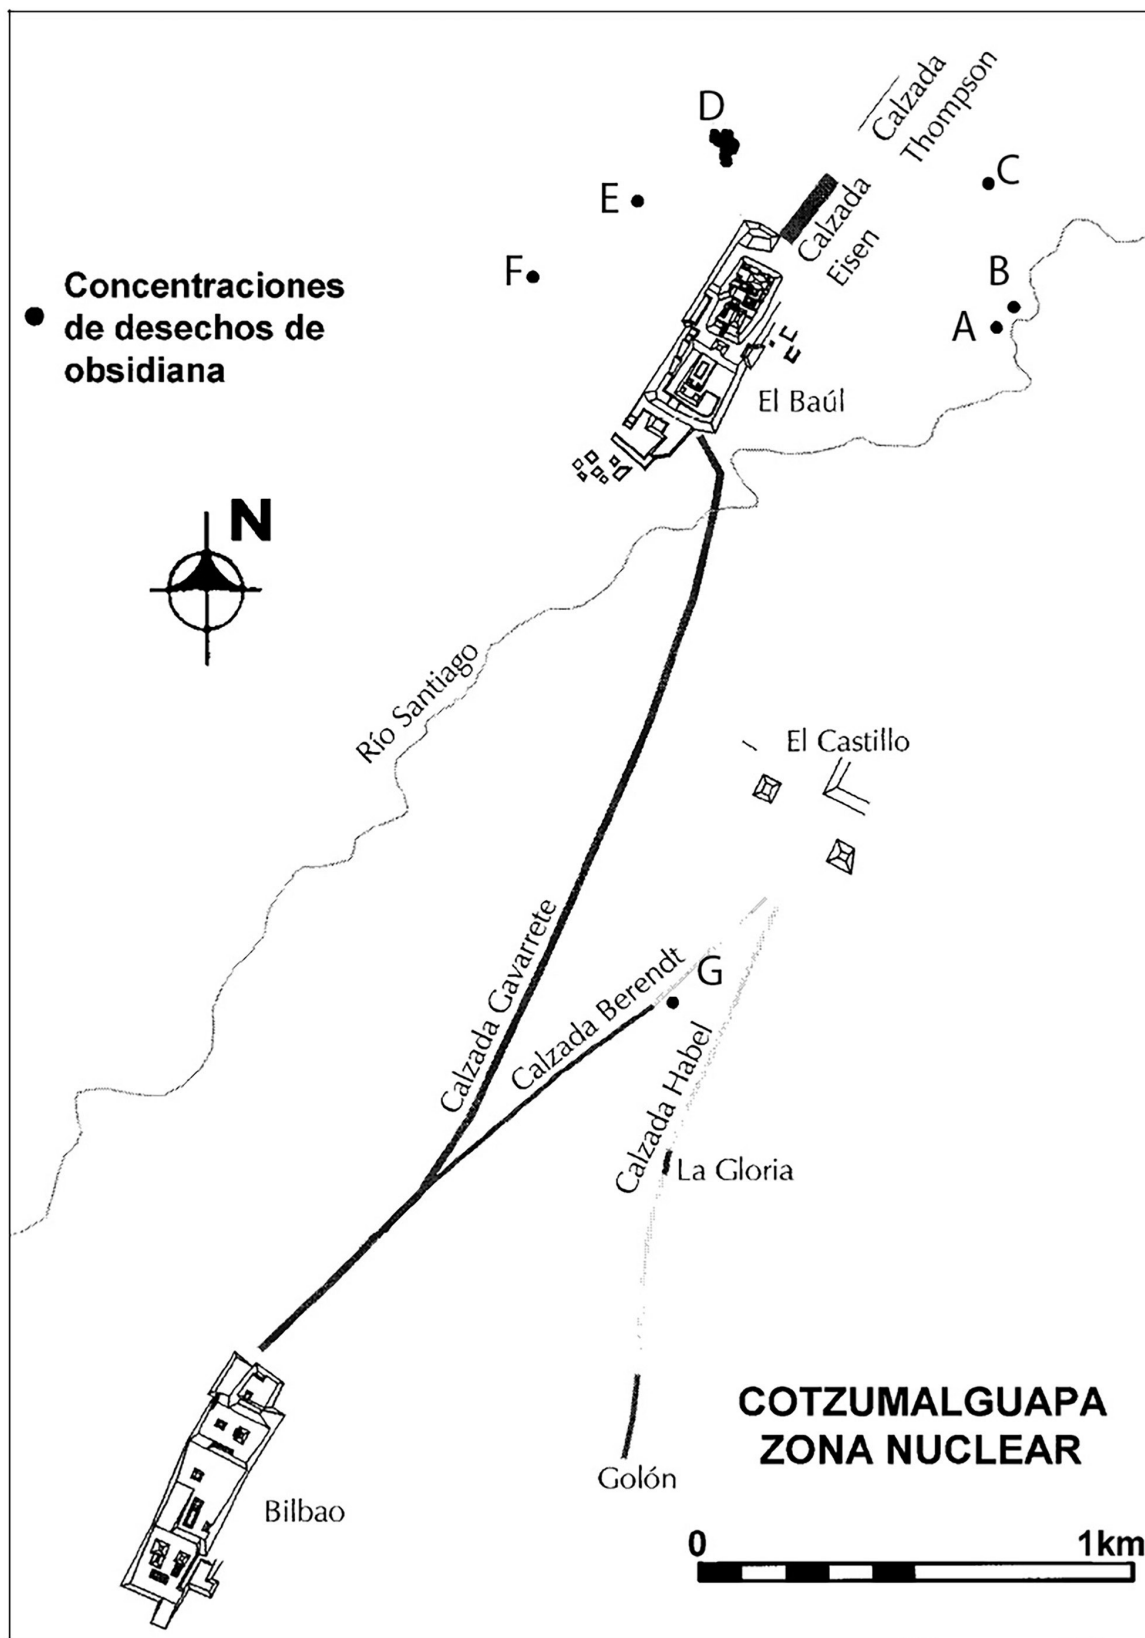 Calzada
Thompson
D
C
E
Calzada
Eisen
F
B
A
Concentraciones
de desechos de
obsidiana
El Baúl
N
Río Santiago
El Castillo
Calzada Gavarrete
Calzada Berendt
G
Calzada Habel
La Gloria
COTZUMALGUAPA
ZONA NUCLEAR
Golón
Bilbao
0 1km